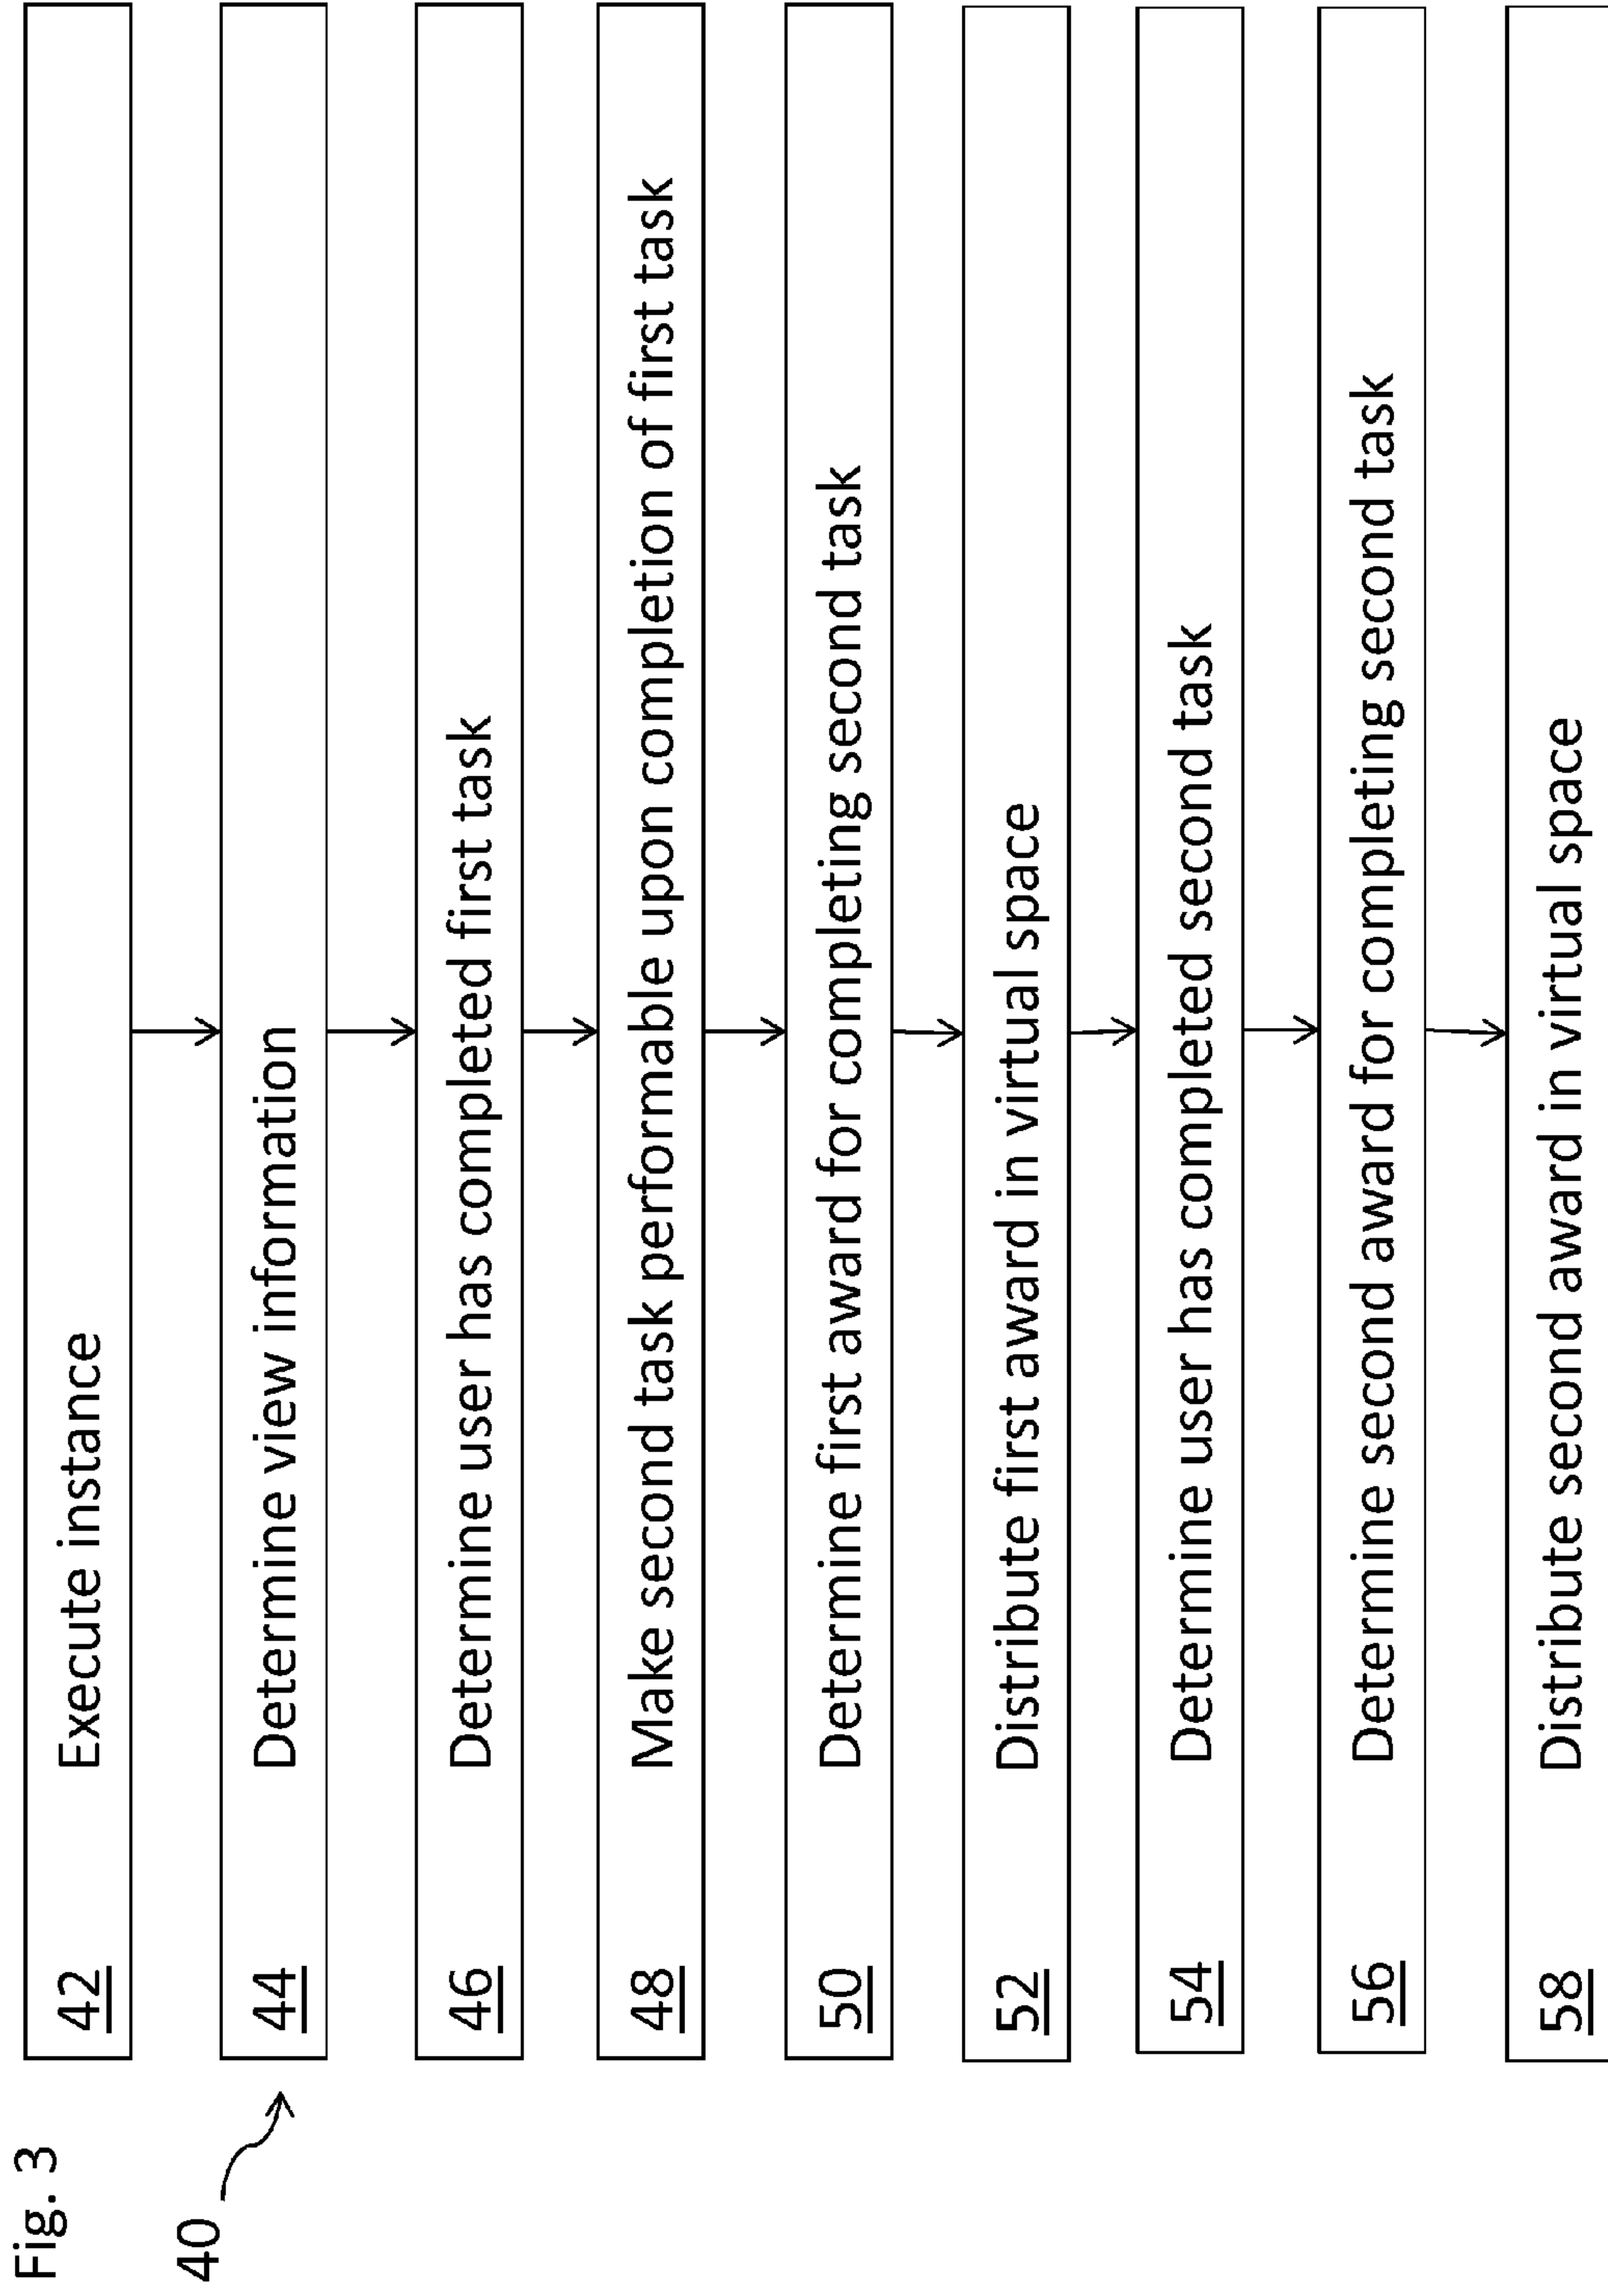 Fig. 3
40
42 Execute instance
44 Determine view information
46 Determine user has completed first task
48 Make second task performable upon completion of first task
50 Determine first award for completing second task
52 Distribute first award in virtual space
54 Determine user has completed second task
56 Determine second award for completing second task
58 Distribute second award in virtual space